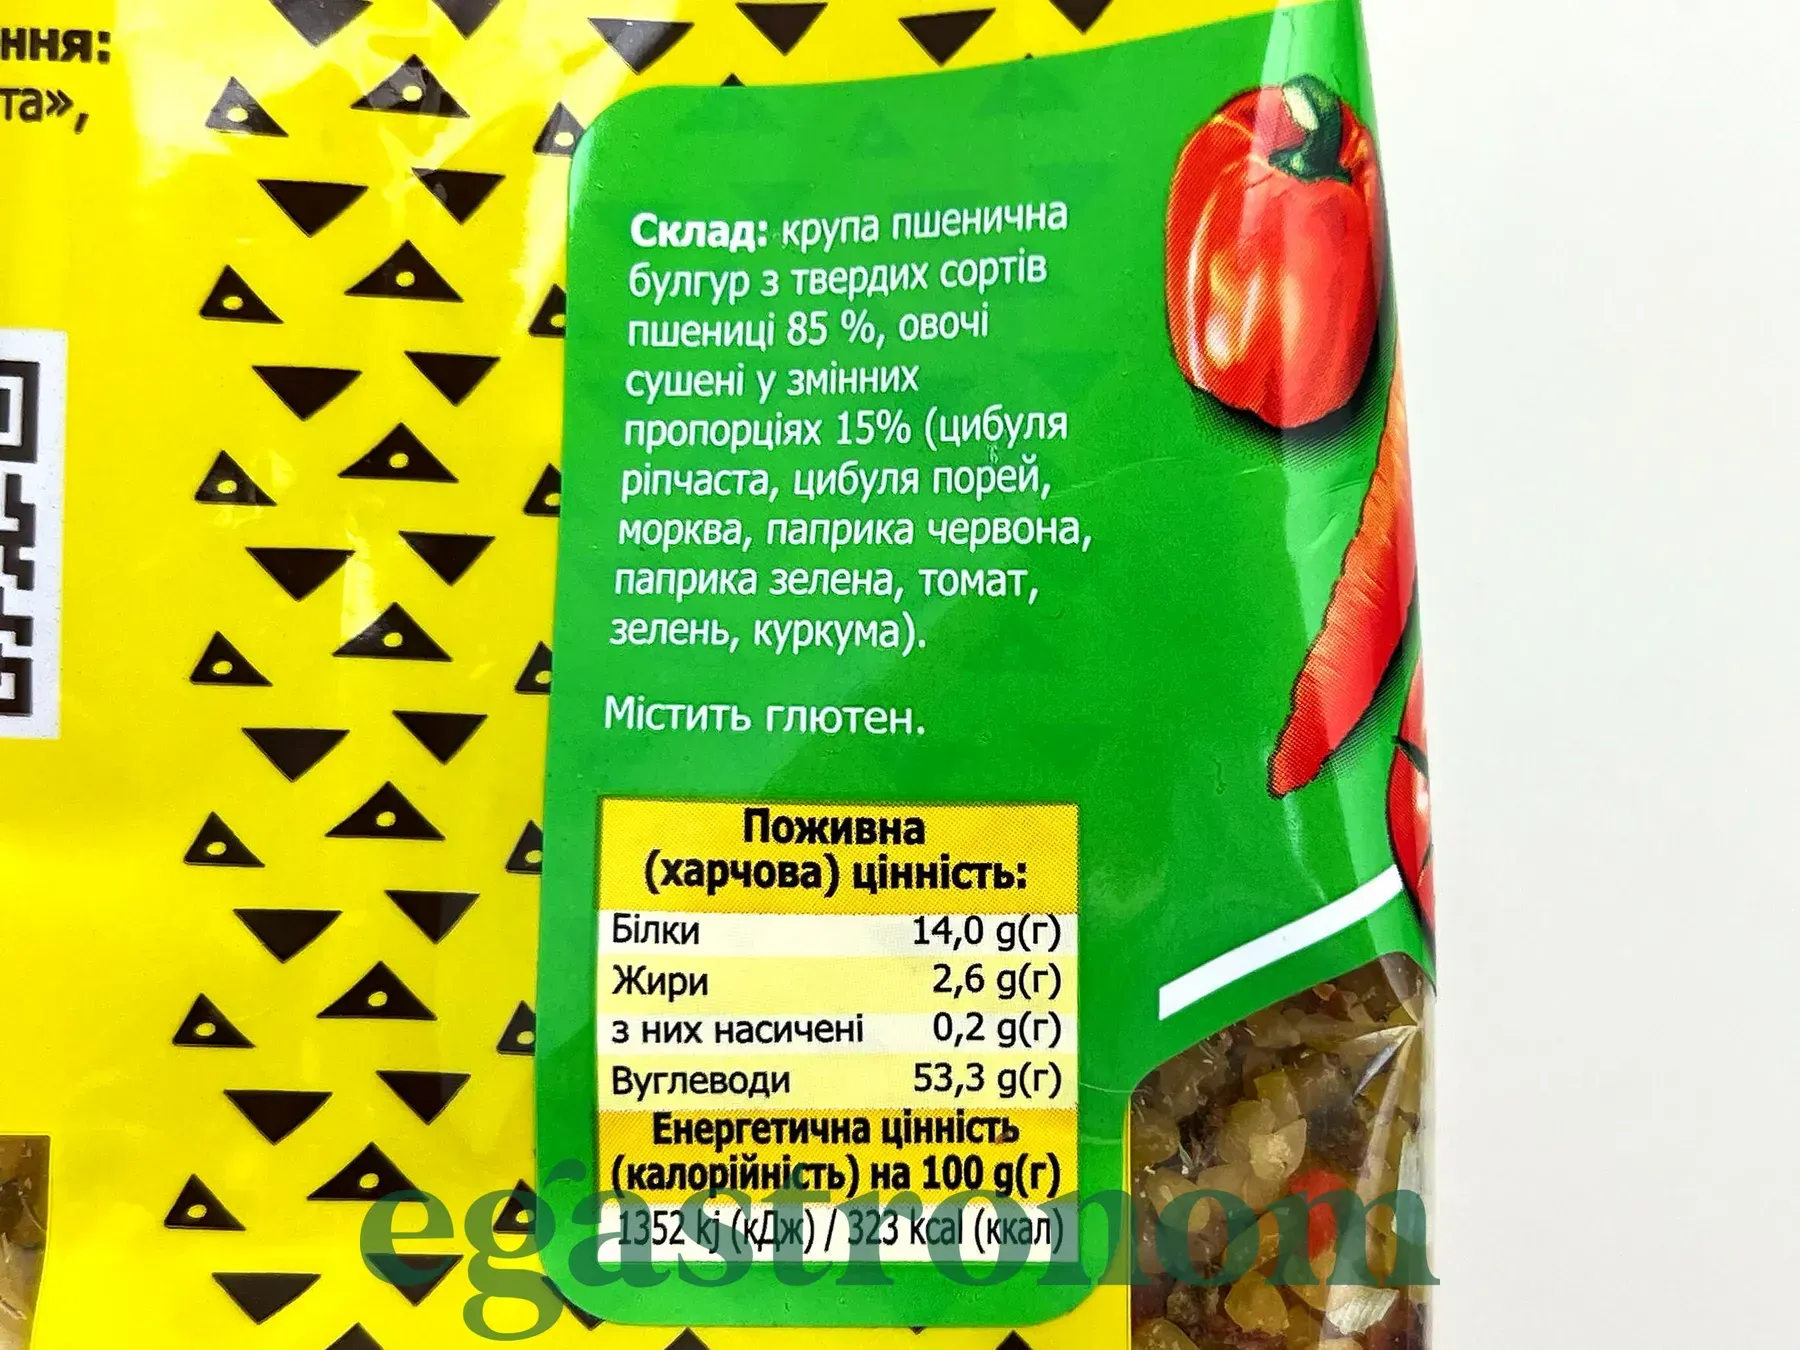 ння:
та»,
Склад: крупа пшенична
булгур з твердих сортів
пшениці 85 %, овочі
сушені у змінних
пропорціях 15% (цибуля
ріпчаста, цибуля порей,
морква, паприка червона,
паприка зелена, томат,
зелень, куркума).
Містить глютен.
Поживна
(харчова) цінність:
Білки 14,0 g(г)
Жири 2,6 g(г)
з них насичені 0,2 g(г)
Вуглеводи 53,3 g(г)
Енергетична цінність
(калорійність) на 100 g(г)
1352 kj (кДж) / 323 kcal (ккал)
egastronom